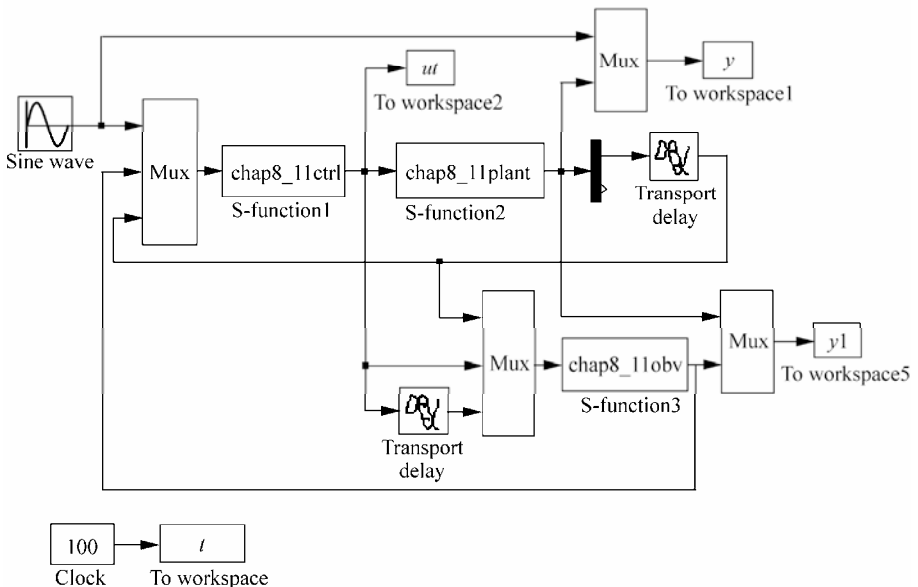 Mux
y
To workspace1
ut
To workspace2
Sine wave
Mux
chap8_11ctrl
S-function1
chap8_11plant
S-function2
Transport
delay
Mux
chap8_11obv
S-function3
Mux
y1
To workspace5
Transport
delay
100
Clock
t
To workspace